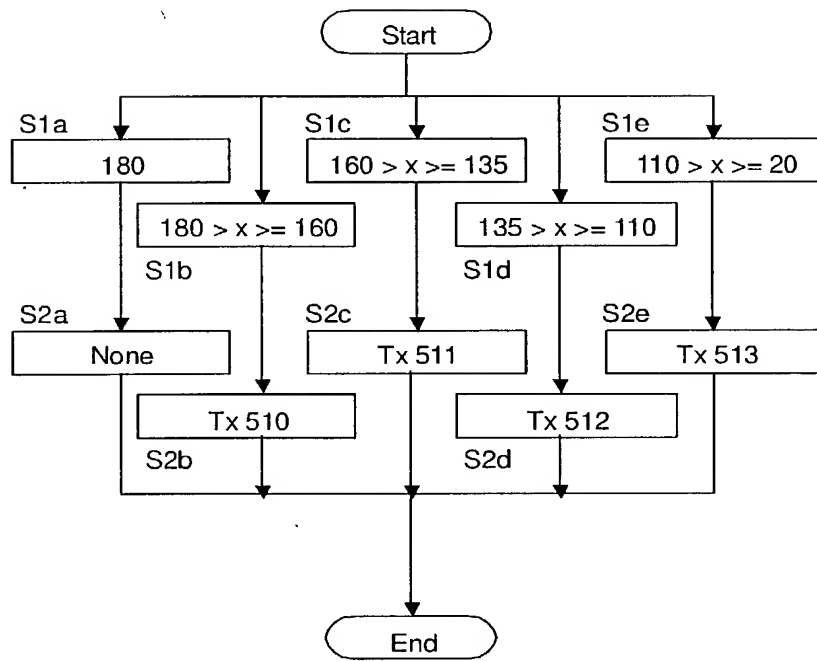 Start
S1a
180
S1c
160 > x >= 135
S1e
110 > x >= 20
180 > x >= 160
S1b
135 > x >= 110
S1d
S2a
None
S2c
Tx 511
S2e
Tx 513
Tx 510
S2b
Tx 512
S2d
End